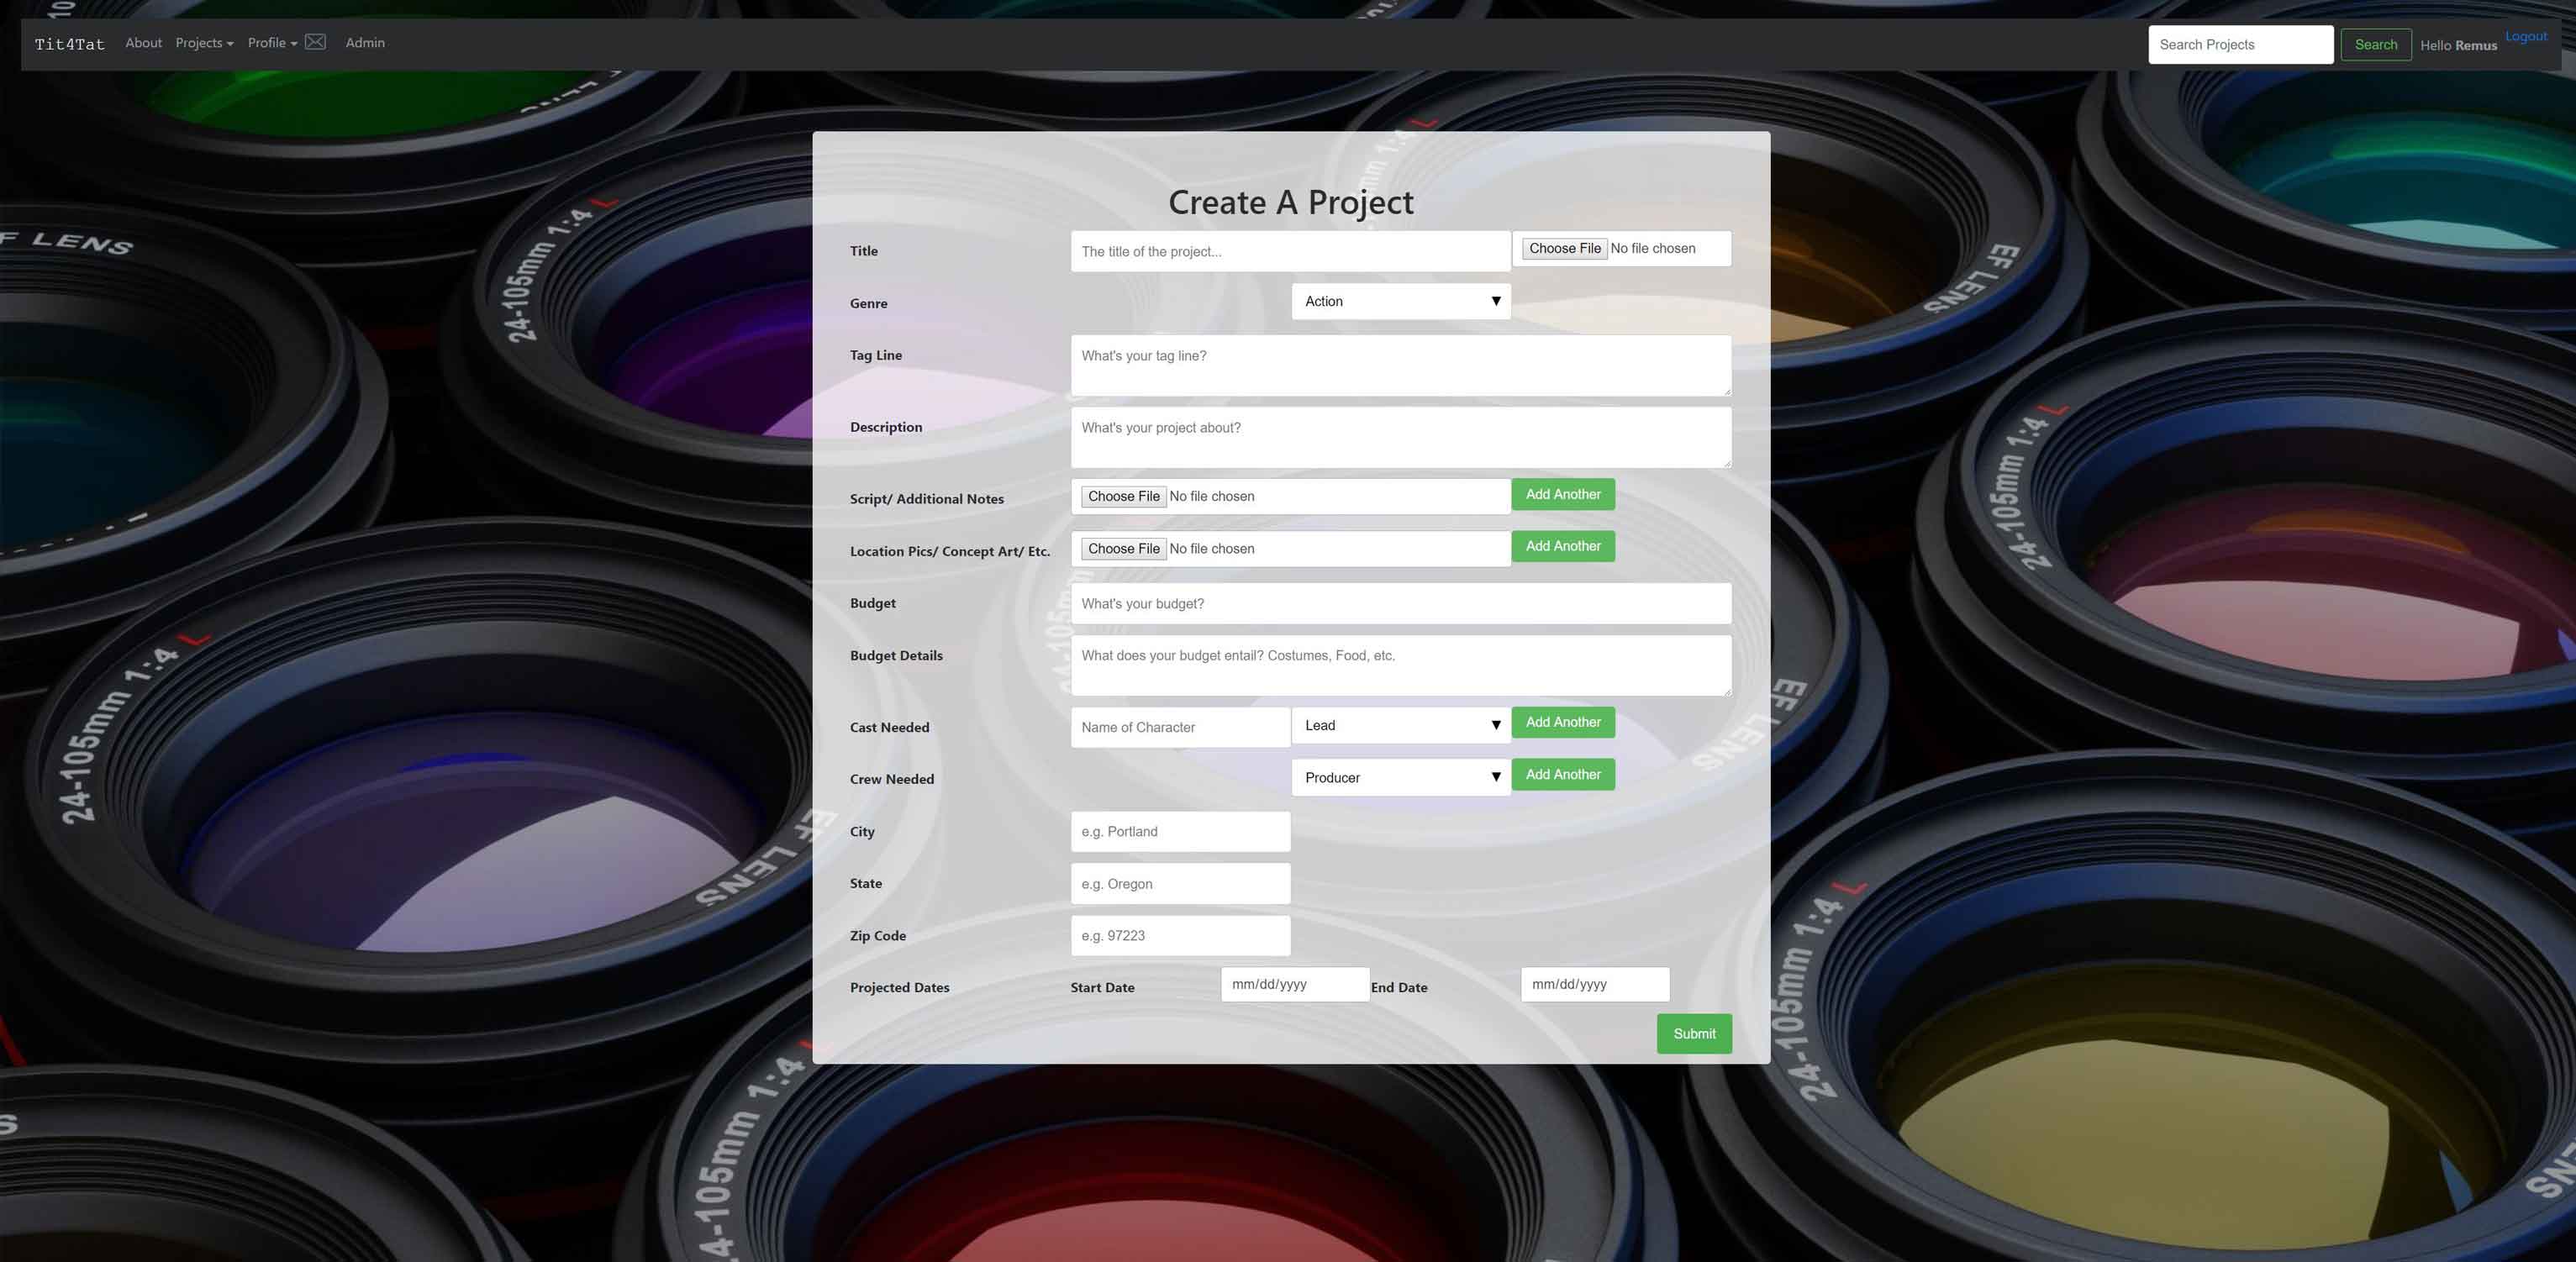 Tit4Tat About Projects Profile Admin Search Projects Search Hello Remus Logout
Create A Project
Title The title of the project... Choose File No file chosen
Genre Action
Tag Line What's your tag line?
Description What's your project about?
Script/ Additional Notes Choose File No file chosen Add Another
Location Pics/ Concept Art/ Etc. Choose File No file chosen Add Another
Budget What's your budget?
Budget Details What does your budget entail? Costumes, Food, etc.
Cast Needed Name of Character Lead Add Another
Crew Needed Producer Add Another
City e.g. Portland
State e.g. Oregon
Zip Code e.g. 97223
Projected Dates Start Date mm/dd/yyyy End Date mm/dd/yyyy
Submit
F LENS
24-105mm 1:4 L
EF LENS
24-105mm 1:4 L
24-105mm 1:4 L
EF LENS
EF LENS
24-105mm 1:4 L
24-105mm 1:4 L